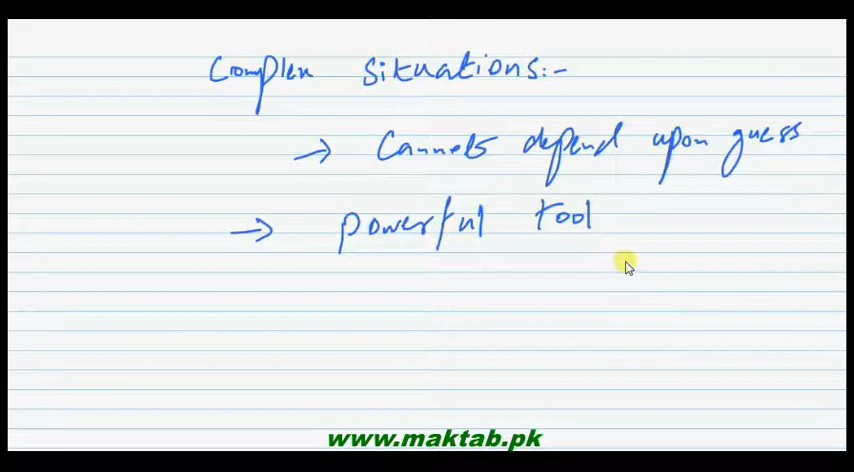 Complex situations:-
→ Cannot depend upon guess
→ powerful tool
www.maktab.pk